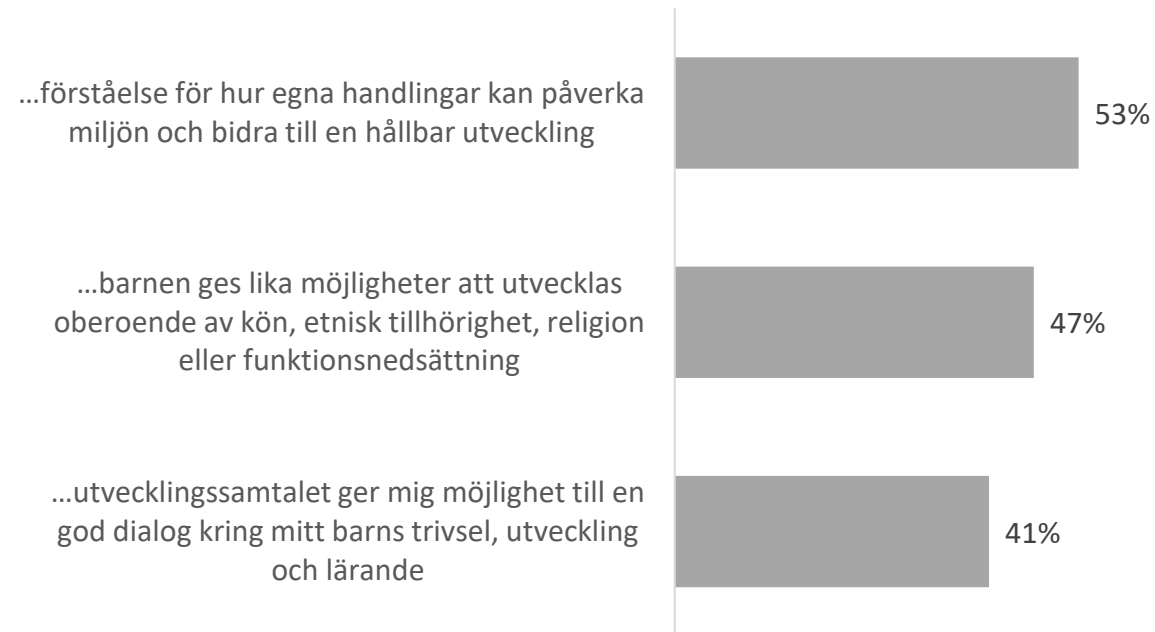 ...förståelse för hur egna handlingar kan påverka
miljön och bidra till en hållbar utveckling
53%
...barnen ges lika möjligheter att utvecklas
oberoende av kön, etnisk tillhörighet, religion
eller funktionsnedsättning
47%
...utvecklingssamtalet ger mig möjlighet till en
god dialog kring mitt barns trivsel, utveckling
och lärande
41%